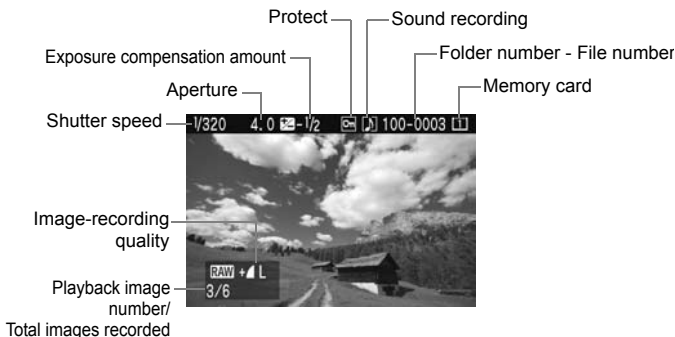 Protect
Sound recording
Exposure compensation amount
Folder number - File number
Aperture
Memory card
Shutter speed
1/320 4.0 -1/2 100-0003 1
Image-recording
quality
RAW + L
3/6
Playback image
number/
Total images recorded